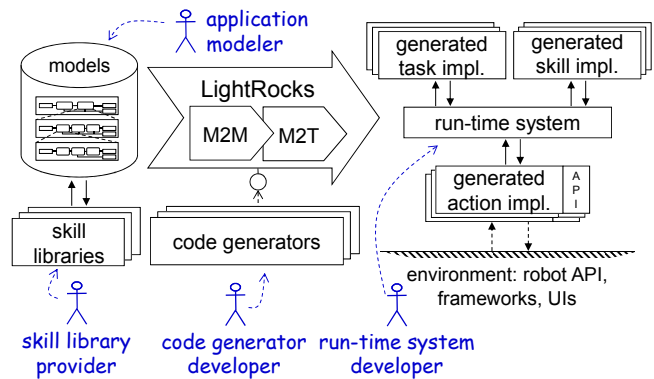 application
modeler
models
LightRocks
M2M
M2T
generated
task impl.
generated
skill impl.
run-time system
generated
action impl.
A
P
I
skill
libraries
code generators
environment: robot API,
frameworks, UIs
skill library
provider
code generator
developer
run-time system
developer